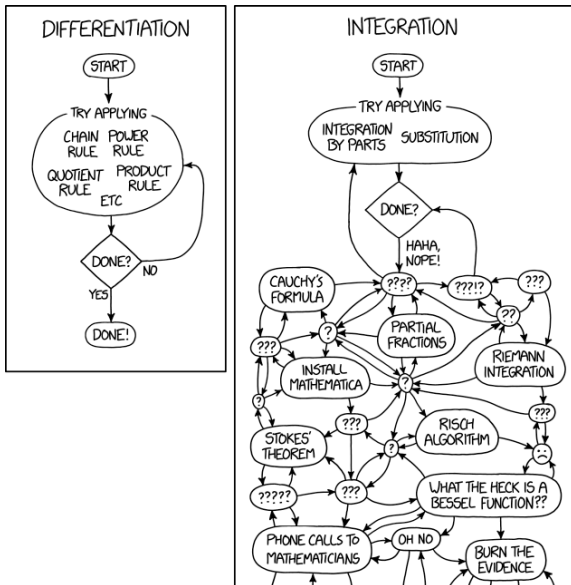 DIFFERENTIATION
START
TRY APPLYING
CHAIN RULE
POWER RULE
QUOTIENT RULE
PRODUCT RULE
ETC
DONE?
NO
YES
DONE!
INTEGRATION
START
TRY APPLYING
INTEGRATION BY PARTS
SUBSTITUTION
DONE?
HAHA,
NOPE!
CAUCHY'S
FORMULA
????
???!?
???
??
?
PARTIAL
FRACTIONS
???
RIEMANN
INTEGRATION
INSTALL
MATHEMATICA
?
?
???
???
STOKES'
THEOREM
RISCH
ALGORITHM
?
?????
???
WHAT THE HECK IS A
BESSEL FUNCTION??
PHONE CALLS TO
MATHEMATICIANS
OH NO
BURN THE
EVIDENCE